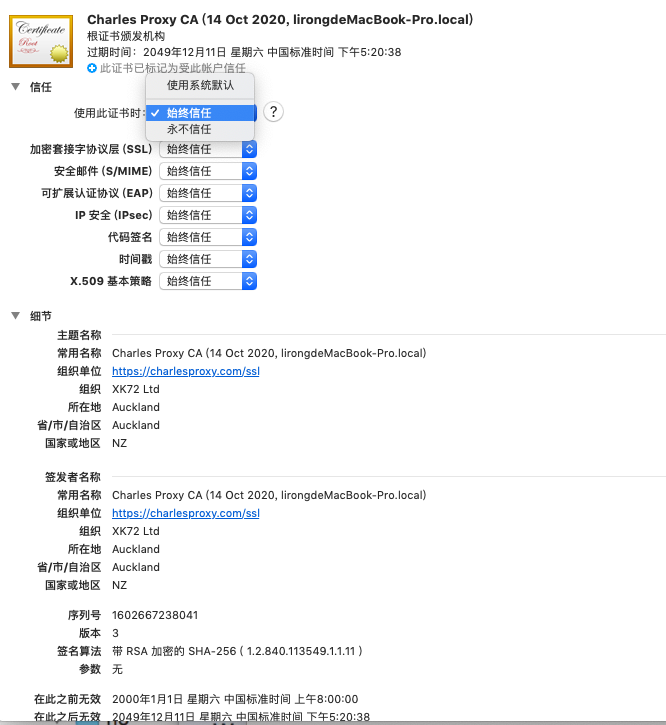 Certificate
Root
Charles Proxy CA (14 Oct 2020, lirongdeMacBook-Pro.local)
根证书颁发机构
过期时间：2049年12月11日 星期六 中国标准时间 下午5:20:38
此证书已标记为受此帐户信任
信任
使用系统默认
使用此证书时:
✓ 始终信任
?
永不信任
加密套接字协议层 (SSL) 始终信任
安全邮件 (S/MIME) 始终信任
可扩展认证协议 (EAP) 始终信任
IP 安全 (IPsec) 始终信任
代码签名 始终信任
时间戳 始终信任
X.509 基本策略 始终信任
细节
主题名称
常用名称 Charles Proxy CA (14 Oct 2020, lirongdeMacBook-Pro.local)
组织单位 https://charlesproxy.com/ssl
组织 XK72 Ltd
所在地 Auckland
省/市/自治区 Auckland
国家或地区 NZ
签发者名称
常用名称 Charles Proxy CA (14 Oct 2020, lirongdeMacBook-Pro.local)
组织单位 https://charlesproxy.com/ssl
组织 XK72 Ltd
所在地 Auckland
省/市/自治区 Auckland
国家或地区 NZ
序列号 1602667238041
版本 3
签名算法 带 RSA 加密的 SHA-256 ( 1.2.840.113549.1.1.11 )
参数 无
在此之前无效 2000年1月1日 星期六 中国标准时间 上午8:00:00
在此之后无效 2049年12月11日 星期六 中国标准时间 下午5:20:38